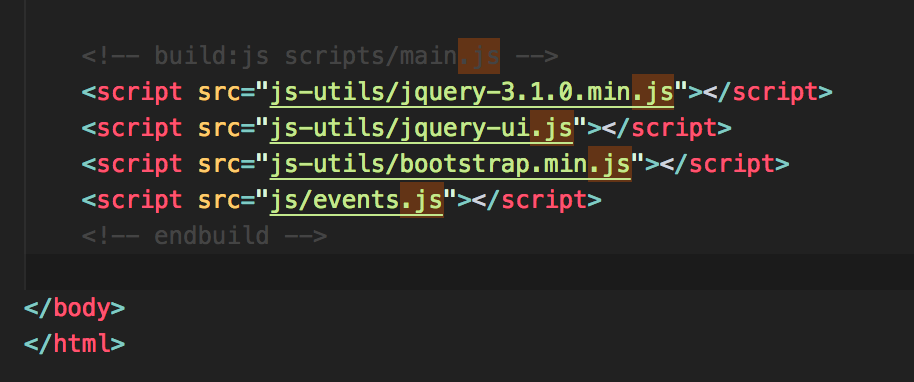 <!-- build:js scripts/main.js -->
<script src="js-utils/jquery-3.1.0.min.js"></script>
<script src="js-utils/jquery-ui.js"></script>
<script src="js-utils/bootstrap.min.js"></script>
<script src="js/events.js"></script>
<!-- endbuild -->
</body>
</html>